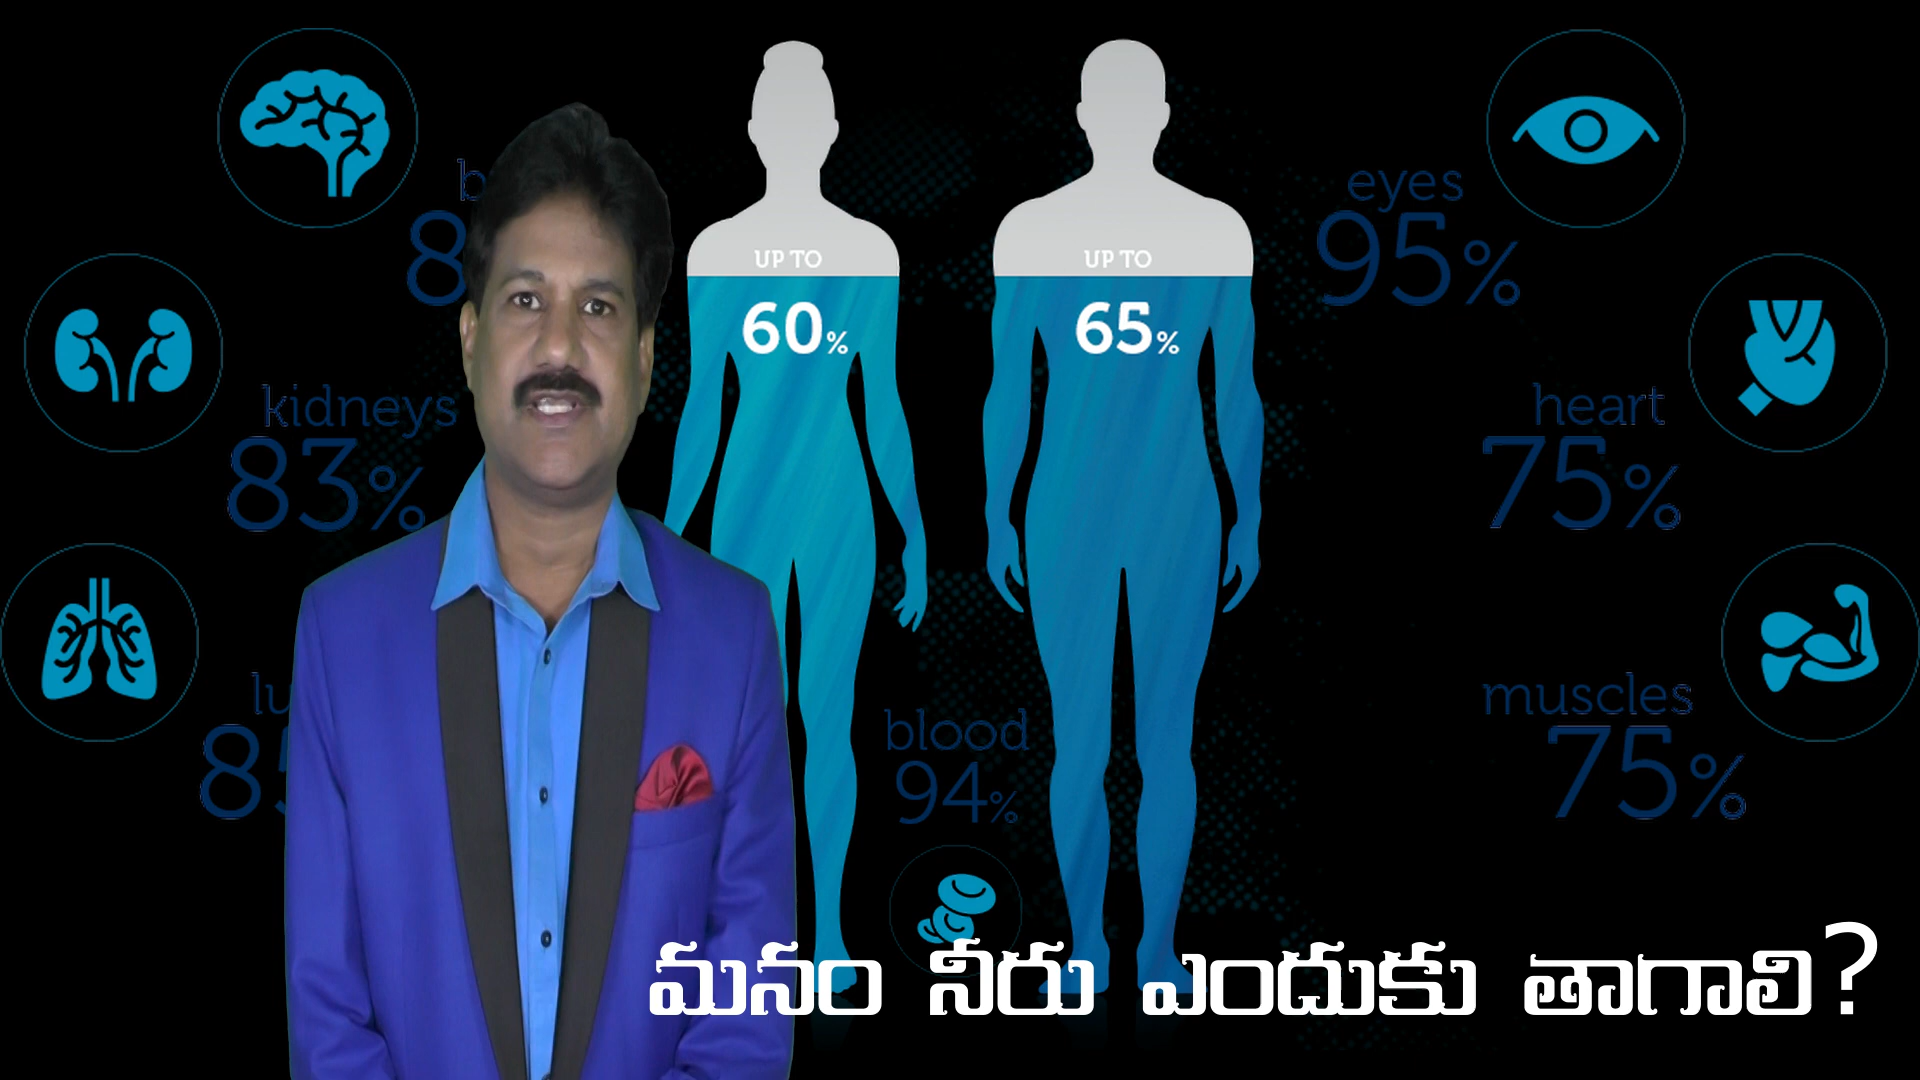 UP TO
60%
UP TO
65%
eyes
95%
kidneys
83%
heart
75%
muscles
75%
blood
94%
మనం నీరు ఎందుకు తాగాలి?